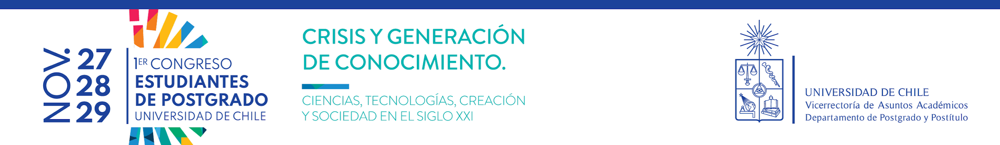 NOV.
27
28
29
1ER CONGRESO
ESTUDIANTES
DE POSTGRADO
UNIVERSIDAD DE CHILE
CRISIS Y GENERACIÓN
DE CONOCIMIENTO.
CIENCIAS, TECNOLOGÍAS, CREACIÓN
Y SOCIEDAD EN EL SIGLO XXI
UNIVERSIDAD DE CHILE
Vicerrectoría de Asuntos Académicos
Departamento de Postgrado y Postítulo